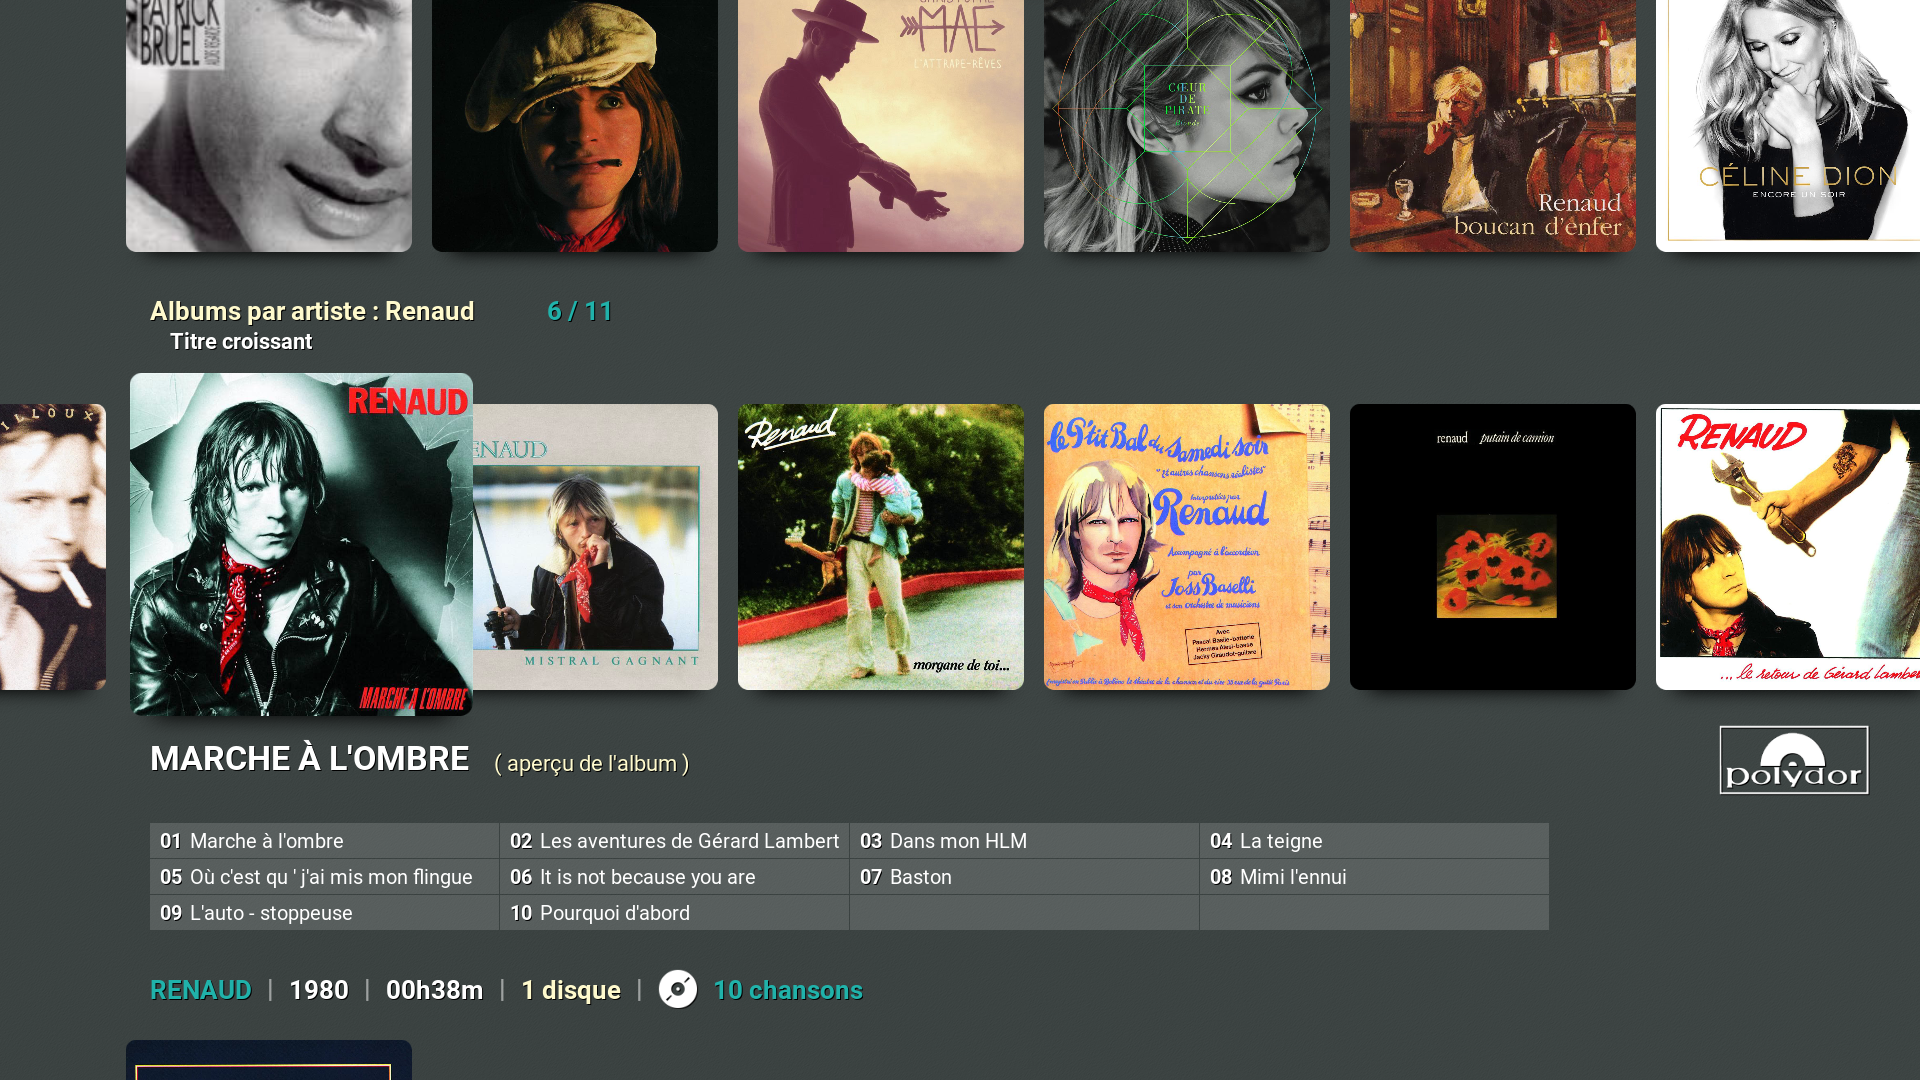 PATRICK
BRUEL
MAE
L'ATTRAPE-RÊVES
CŒUR
DE
PIRATE
Blonde
Renaud
boucan d'enfer
CÉLINE DION
ENCORE UN SOIR
Albums par artiste : Renaud 6 / 11
Titre croissant
ILLOUX
RENAUD
MARCHE À L'OMBRE
ENAUD
MISTRAL GAGNANT
Renaud
morgane de toi...
le P'tit Bal du Samedi soir
"Et autres chansons réalistes"
Interprétées par
Renaud
Accompagné à l'accordéon
par
Joss Baselli
et son orchestre de musiciens
Avec
renaud putain de camion
RENAUD
... le retour de Gérard Lamber
MARCHE À L'OMBRE ( aperçu de l'album )
polydor
01 Marche à l'ombre 02 Les aventures de Gérard Lambert 03 Dans mon HLM 04 La teigne
05 Où c'est qu ' j'ai mis mon flingue 06 It is not because you are 07 Baston 08 Mimi l'ennui
09 L'auto - stoppeuse 10 Pourquoi d'abord
RENAUD | 1980 | 00h38m | 1 disque | 10 chansons